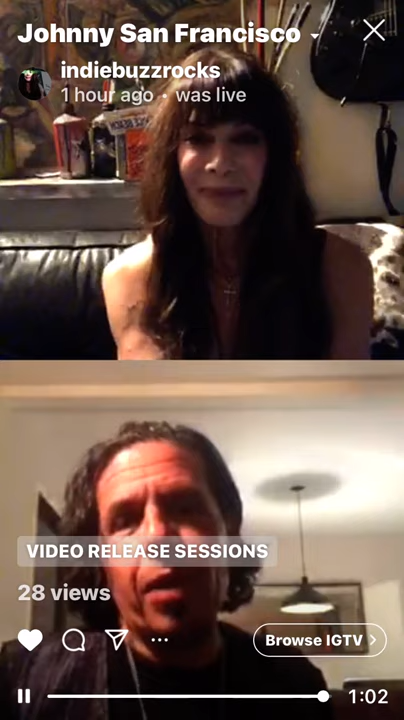 Johnny San Francisco
indiebuzzrocks
1 hour ago · was live
VIDEO RELEASE SESSIONS
28 views
Browse IGTV
1:02